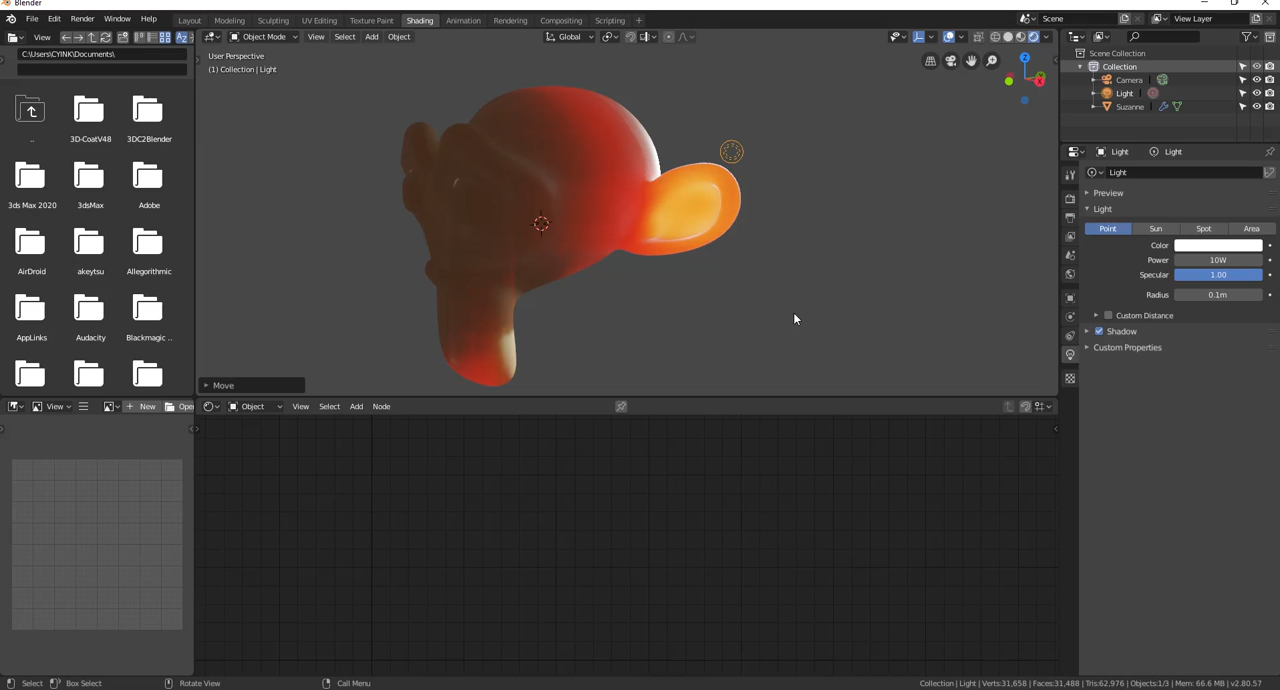 Blender
File Edit Render Window Help Layout Modeling Sculpting UV Editing Texture Paint Shading Animation Rendering Compositing Scripting + Scene View Layer
View Object Mode View Select Add Object Global
C:\Users\CYINK\Documents\
.. 3D-CoatV48 3DC2Blender
3ds Max 2020 3dsMax Adobe
AirDroid akeytsu Allegorithmic
AppLinks Audacity Blackmagic ..
User Perspective
(1) Collection | Light
Z
X
Move
Scene Collection
Collection
Camera
Light
Suzanne
Light Light
Light
Preview
Light
Point Sun Spot Area
Color
Power 10W
Specular 1.00
Radius 0.1m
Custom Distance
Shadow
Custom Properties
View + New Open Object View Select Add Node
Select Box Select Rotate View Call Menu Collection | Light | Verts:31,658 | Faces:31,488 | Tris:62,976 | Objects:1/3 | Mem: 66.6 MB | v2.80.57